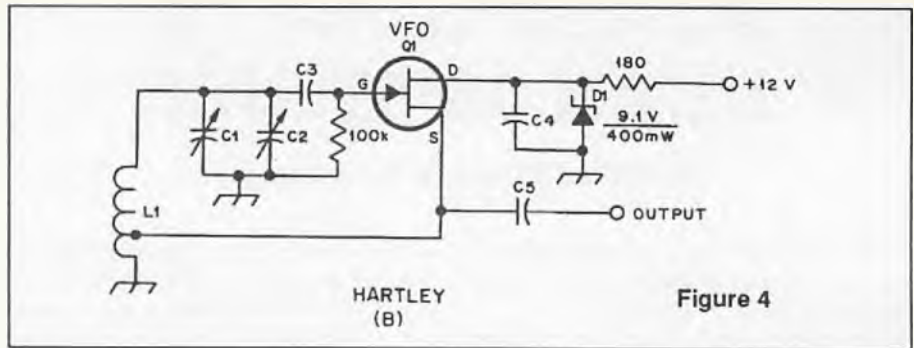 VFO
Q1
C3
G
D
S
180
+12 V
C1
C2
100k
C4
D1
9.1 V
400mW
L1
C5
OUTPUT
HARTLEY
(B)
Figure 4